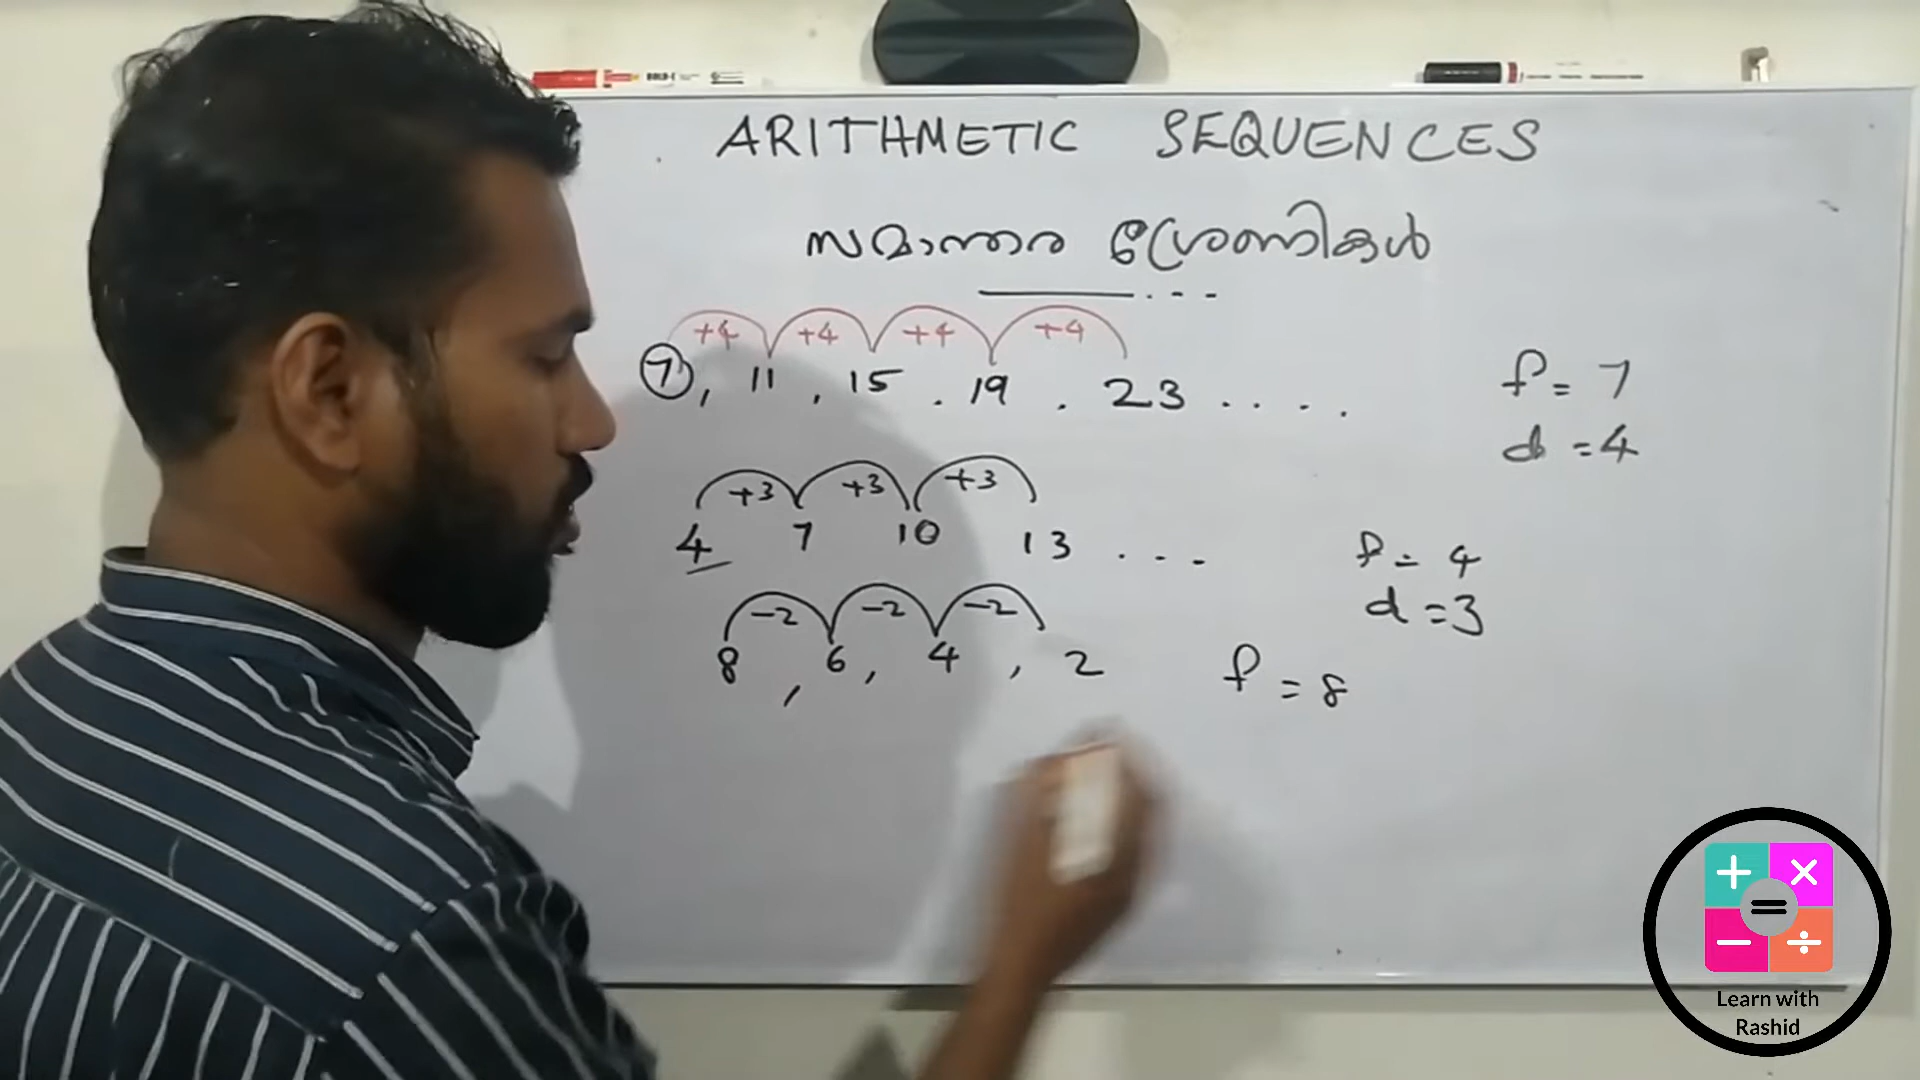 ARITHMETIC SEQUENCES
സമാന്തര ശ്രേണികൾ
+4 +4 +4 +4
7, 11, 15. 19. 23....
f = 7
d = 4
+3 +3 +3
4 7 10 13 ...
f = 4
d = 3
-2 -2 -2
8, 6, 4, 2
f = 8
+ ×
=
− ÷
Learn with
Rashid